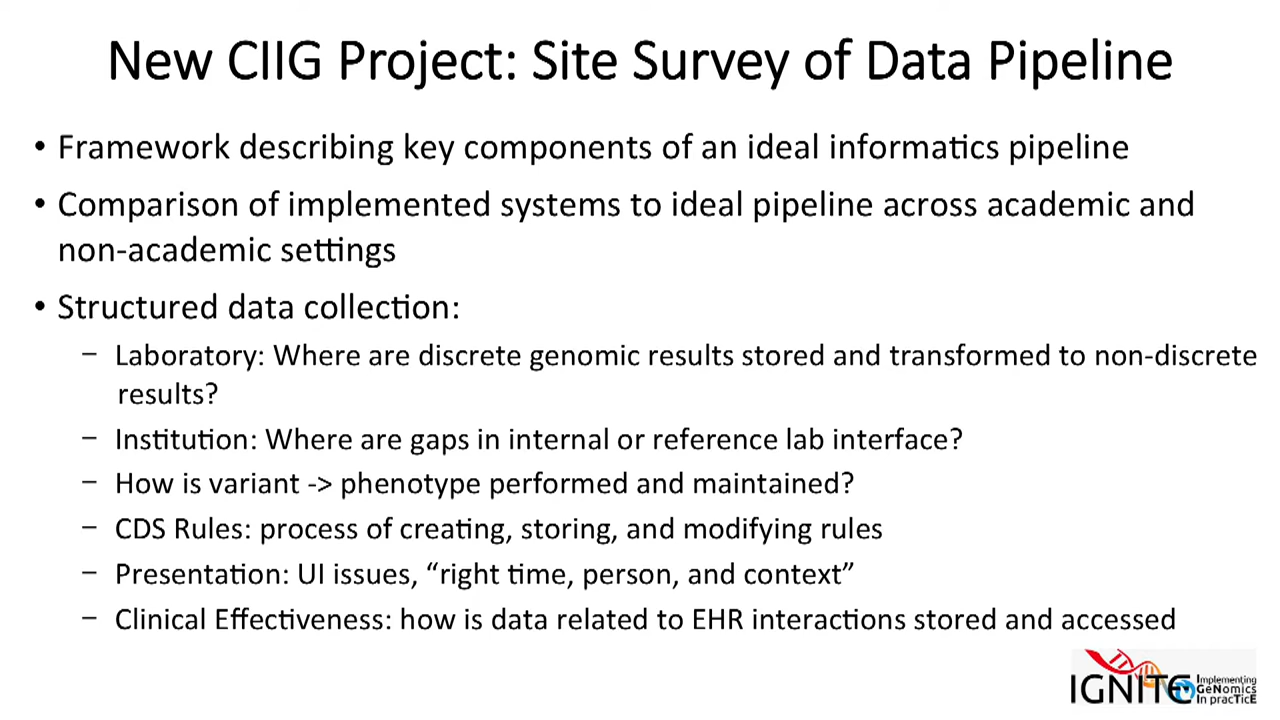 New CIIG Project: Site Survey of Data Pipeline
• Framework describing key components of an ideal informatics pipeline
• Comparison of implemented systems to ideal pipeline across academic and
non-academic settings
• Structured data collection:
– Laboratory: Where are discrete genomic results stored and transformed to non-discrete
results?
– Institution: Where are gaps in internal or reference lab interface?
– How is variant -> phenotype performed and maintained?
– CDS Rules: process of creating, storing, and modifying rules
– Presentation: UI issues, “right time, person, and context”
– Clinical Effectiveness: how is data related to EHR interactions stored and accessed
IGNITE
Implementing
GeNomics
In pracTicE